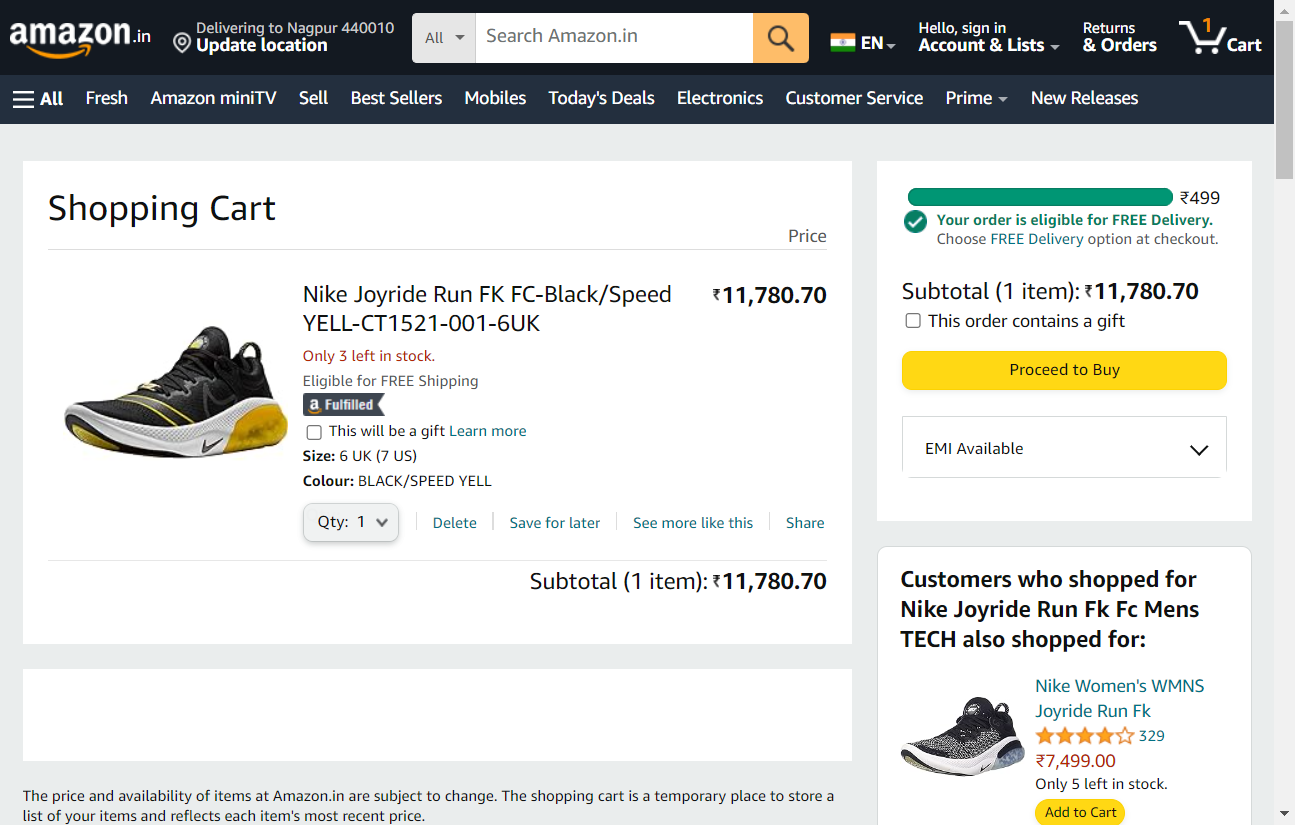 amazon.in
Delivering to Nagpur 440010
Update location
All
Search Amazon.in
EN
Hello, sign in
Account & Lists
Returns
& Orders
1
Cart
All
Fresh
Amazon miniTV
Sell
Best Sellers
Mobiles
Today's Deals
Electronics
Customer Service
Prime
New Releases
Shopping Cart
Price
Nike Joyride Run FK FC-Black/Speed
YELL-CT1521-001-6UK
₹11,780.70
Only 3 left in stock.
Eligible for FREE Shipping
a Fulfilled
This will be a gift Learn more
Size: 6 UK (7 US)
Colour: BLACK/SPEED YELL
Qty: 1
Delete
Save for later
See more like this
Share
Subtotal (1 item): ₹11,780.70
₹499
Your order is eligible for FREE Delivery.
Choose FREE Delivery option at checkout.
Subtotal (1 item): ₹11,780.70
This order contains a gift
Proceed to Buy
EMI Available
Customers who shopped for
Nike Joyride Run Fk Fc Mens
TECH also shopped for:
Nike Women's WMNS
Joyride Run Fk
329
₹7,499.00
Only 5 left in stock.
Add to Cart
The price and availability of items at Amazon.in are subject to change. The shopping cart is a temporary place to store a
list of your items and reflects each item's most recent price.